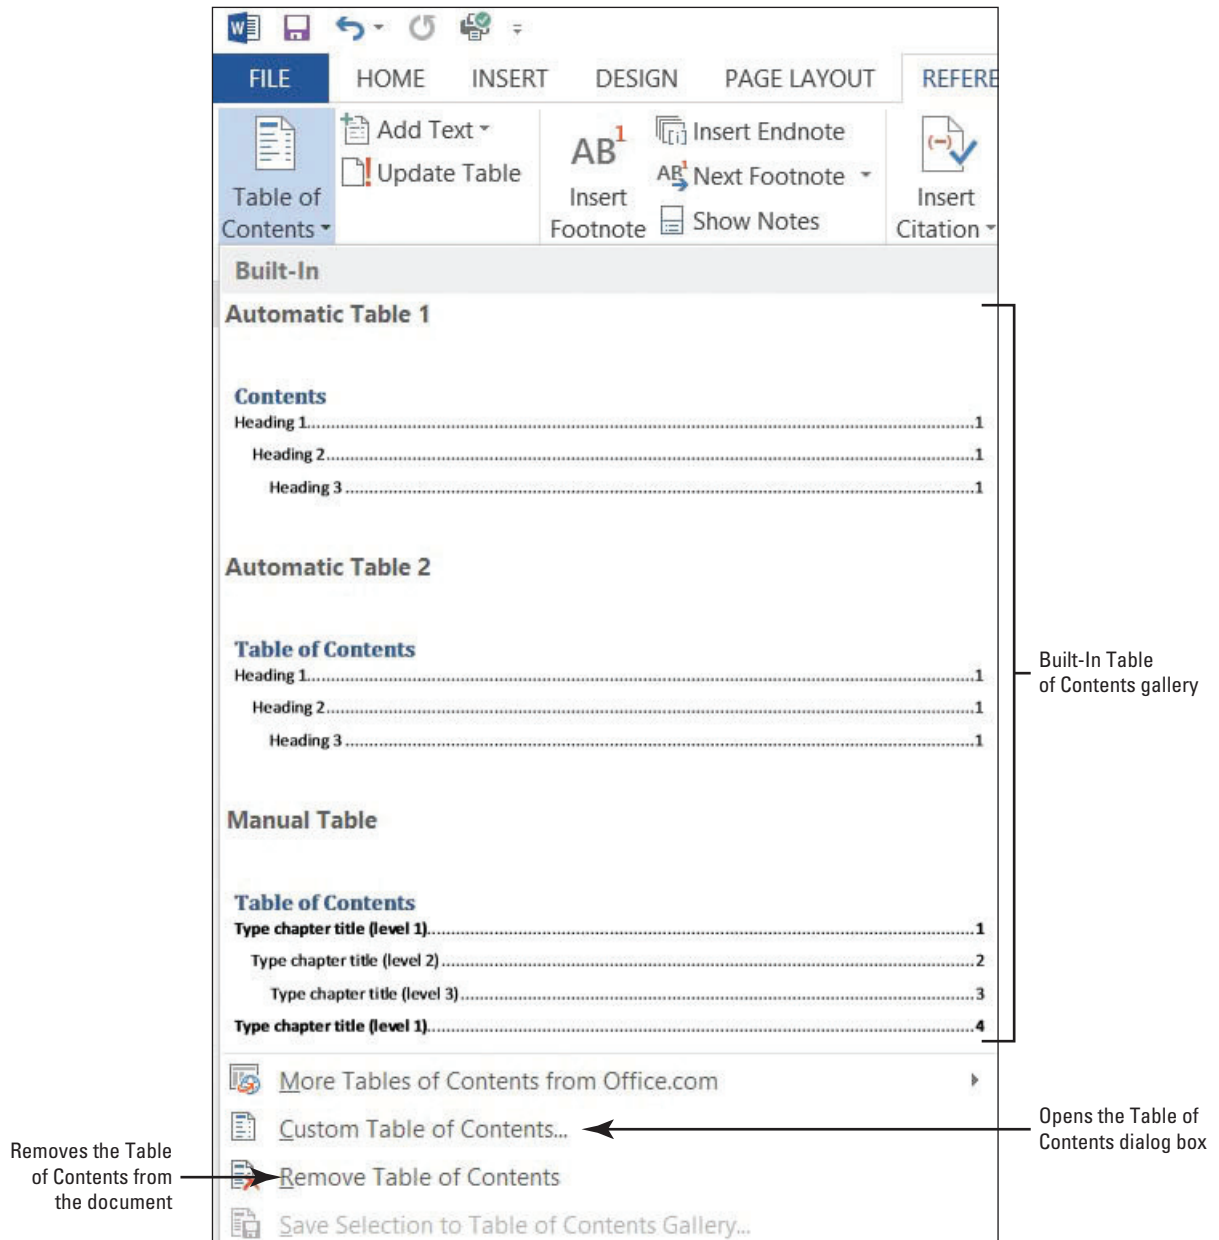 FILE HOME INSERT DESIGN PAGE LAYOUT REFERE
Table of
Contents
Add Text
Update Table
AB1
Insert
Footnote
Insert Endnote
AB1 Next Footnote
Show Notes
Insert
Citation
Built-In
Automatic Table 1
Contents
Heading 1....................1
Heading 2....................1
Heading 3....................1
Automatic Table 2
Table of Contents
Heading 1....................1
Heading 2....................1
Heading 3....................1
Manual Table
Table of Contents
Type chapter title (level 1)....................1
Type chapter title (level 2)....................2
Type chapter title (level 3)....................3
Type chapter title (level 1)....................4
More Tables of Contents from Office.com
Custom Table of Contents...
Remove Table of Contents
Save Selection to Table of Contents Gallery...
Built-In Table
of Contents gallery
Opens the Table of
Contents dialog box
Removes the Table
of Contents from
the document